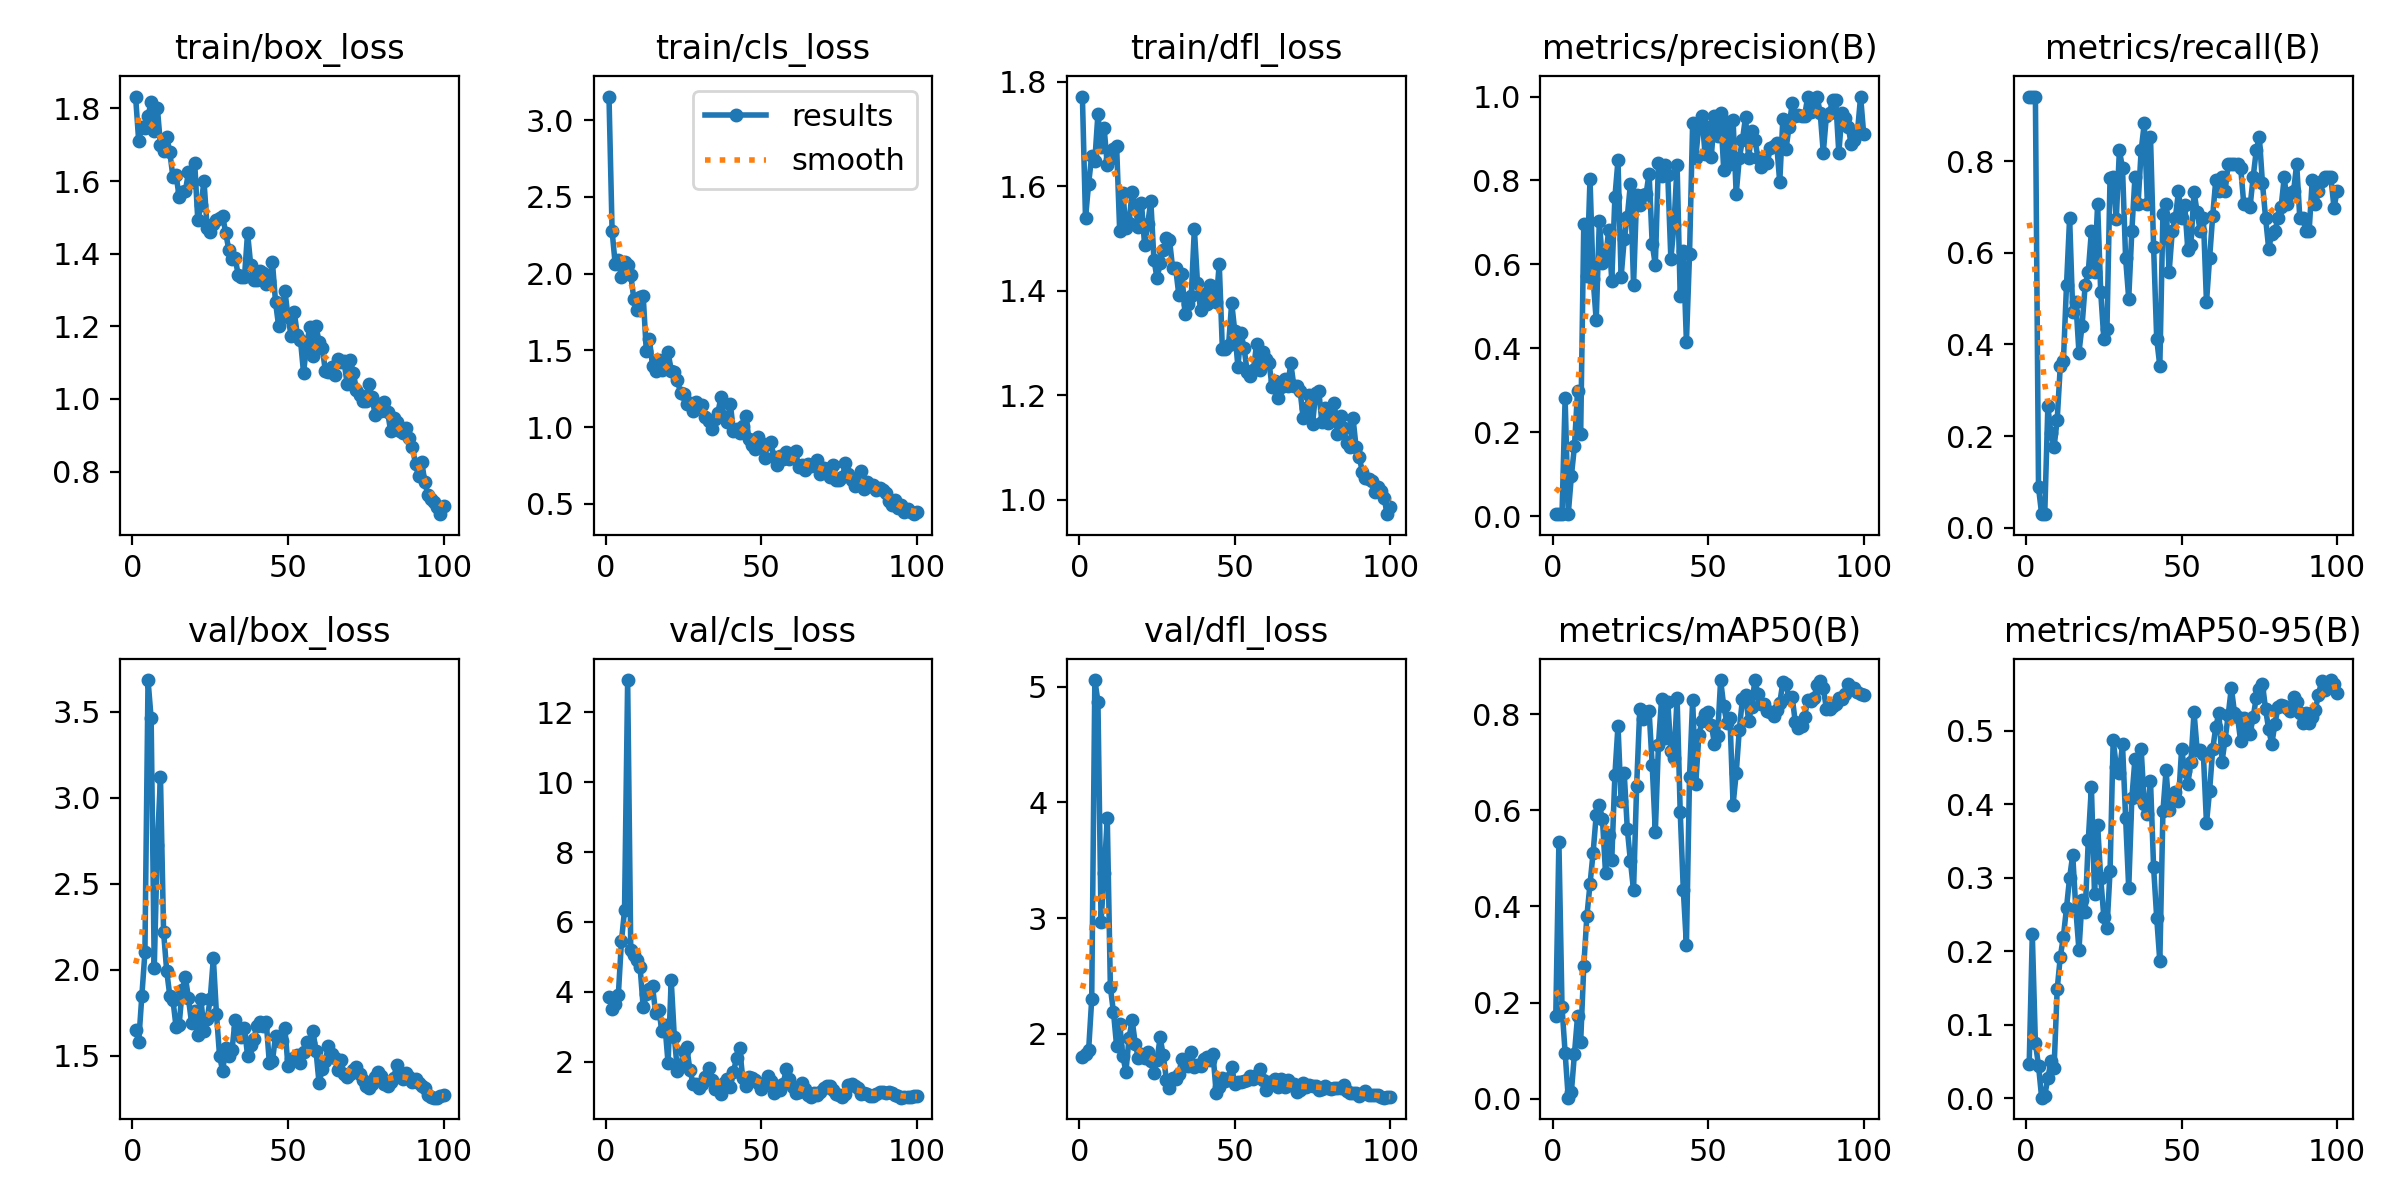 train/box_loss
1.8
1.6
1.4
1.2
1.0
0.8
0 50 100
train/cls_loss
results
smooth
3.0
2.5
2.0
1.5
1.0
0.5
0 50 100
train/dfl_loss
1.8
1.6
1.4
1.2
1.0
0 50 100
metrics/precision(B)
1.0
0.8
0.6
0.4
0.2
0.0
0 50 100
metrics/recall(B)
0.8
0.6
0.4
0.2
0.0
0 50 100
val/box_loss
3.5
3.0
2.5
2.0
1.5
0 50 100
val/cls_loss
12
10
8
6
4
2
0 50 100
val/dfl_loss
5
4
3
2
0 50 100
metrics/mAP50(B)
0.8
0.6
0.4
0.2
0.0
0 50 100
metrics/mAP50-95(B)
0.5
0.4
0.3
0.2
0.1
0.0
0 50 100